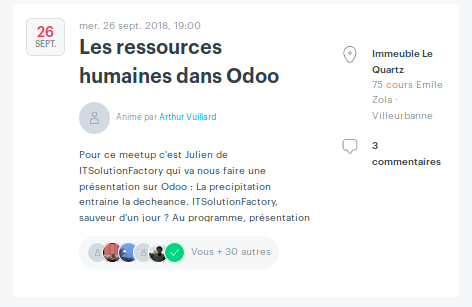 26
SEPT.
mer. 26 sept. 2018, 19:00
Les ressources
humaines dans Odoo
Animé par Arthur Vuillard
Pour ce meetup c'est Julien de
ITSolutionFactory qui va nous faire une
présentation sur Odoo : La precipitation
entraine la decheance. ITSolutionFactory,
sauveur d'un jour ? Au programme, présentation
Vous + 30 autres
Immeuble Le
Quartz
75 cours Emile
Zola ·
Villeurbanne
3
commentaires